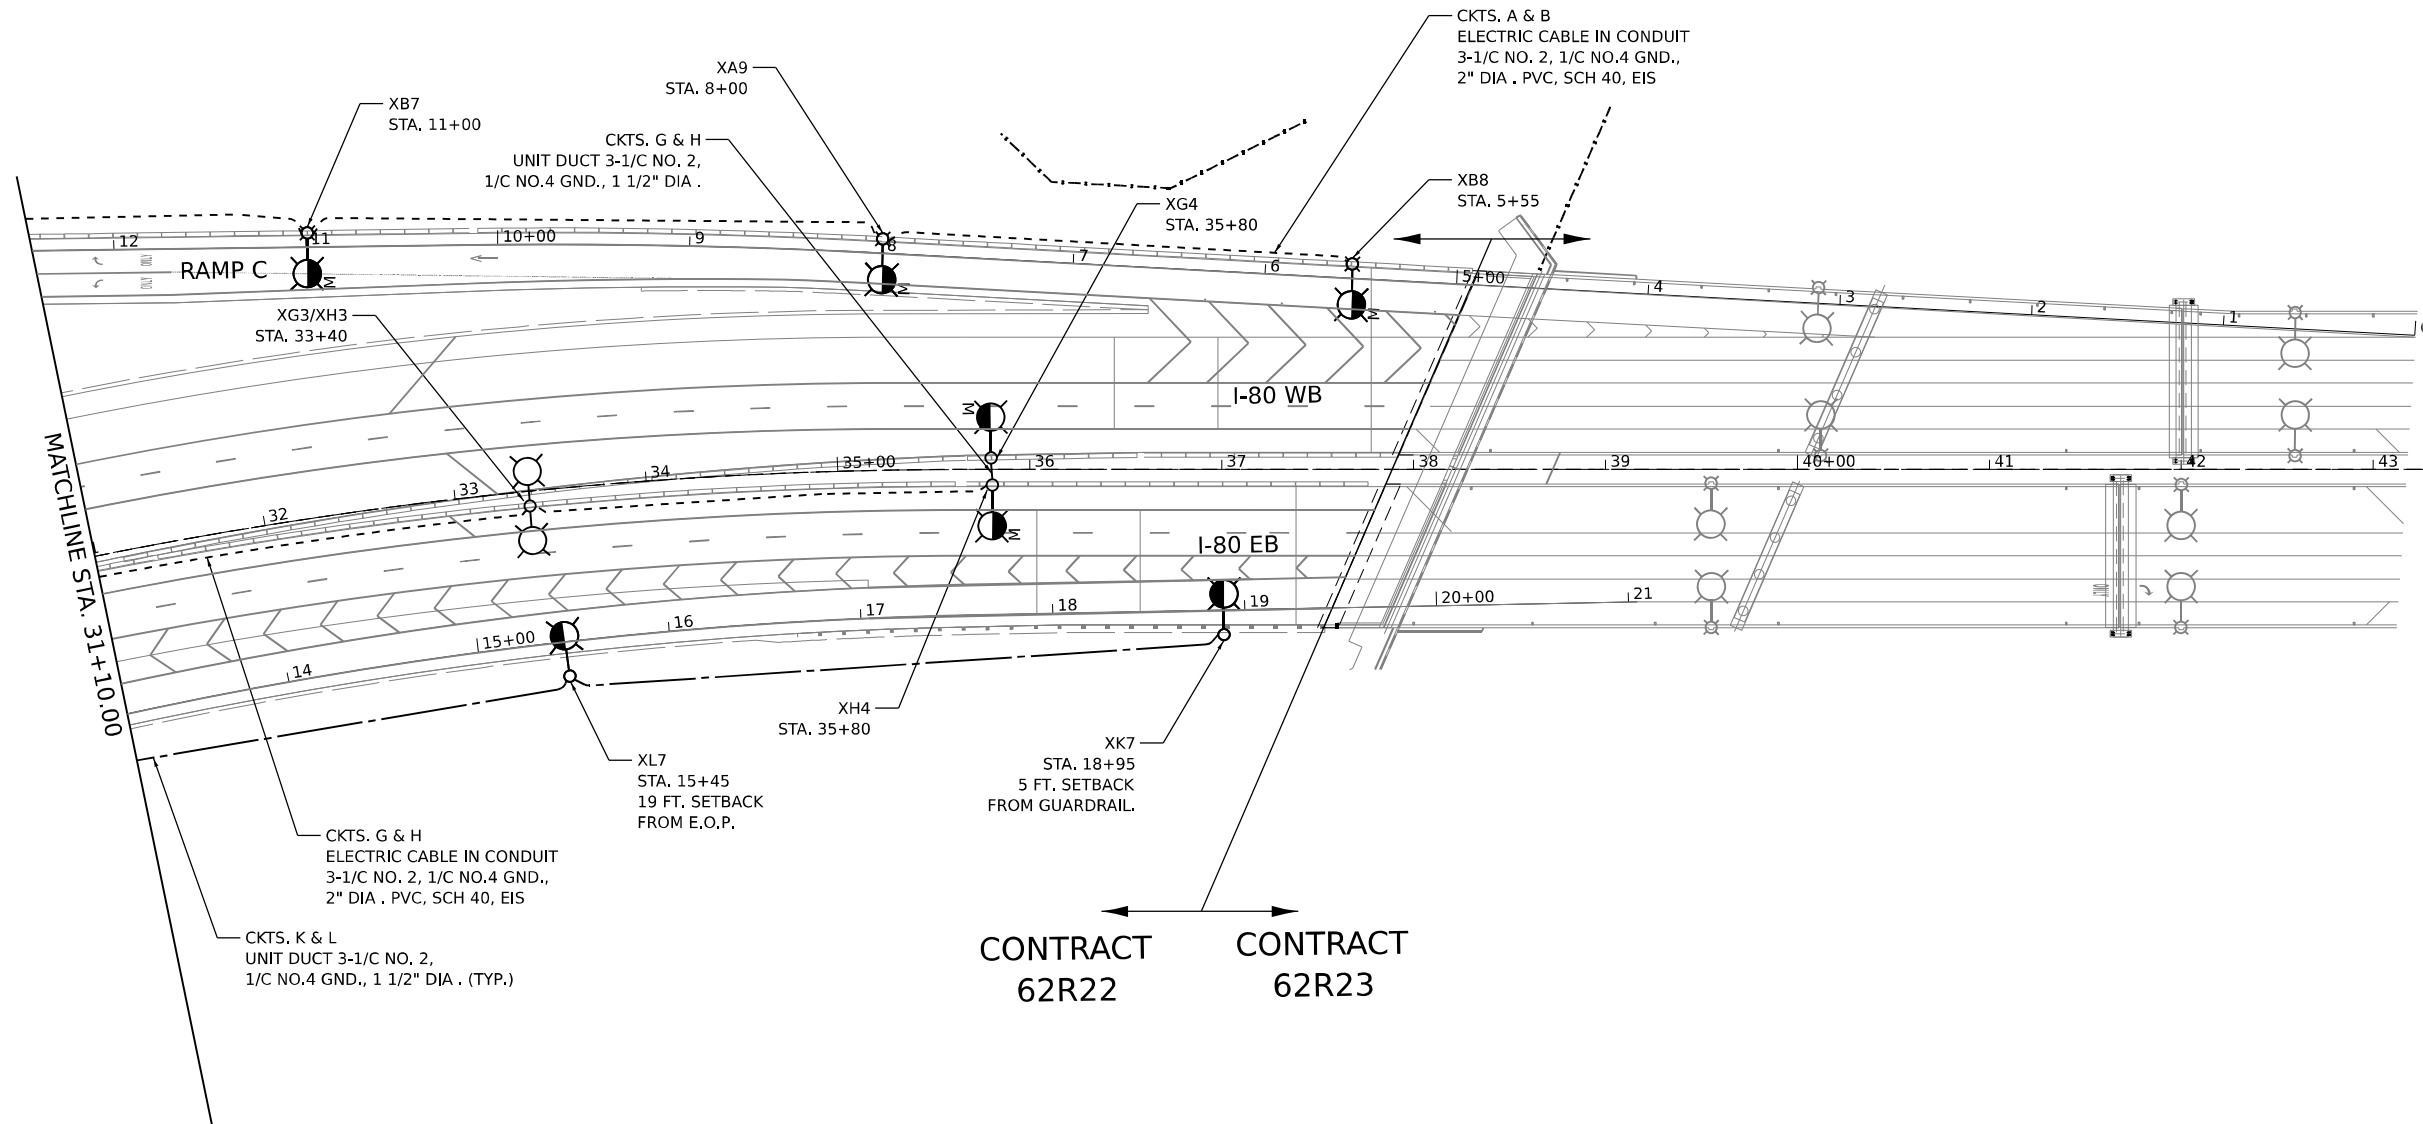 CKTS. A & B
ELECTRIC CABLE IN CONDUIT
3-1/C NO. 2, 1/C NO.4 GND.,
2" DIA . PVC, SCH 40, EIS
XA9
STA. 8+00
XB7
STA. 11+00
CKTS. G & H
UNIT DUCT 3-1/C NO. 2,
1/C NO.4 GND., 1 1/2" DIA .
XG4
STA. 35+80
XB8
STA. 5+55
12
11
10+00
9
8
7
6
5+00
4
3
2
1
RAMP C
ONLY
ONLY
M
M
M
XG3/XH3
STA. 33+40
I-80 WB
M
32
33
34
35+00
36
37
38
39
40+00
41
42
43
M
I-80 EB
14
15+00
16
17
18
19
20+00
21
MATCHLINE STA. 31+10.00
XH4
STA. 35+80
XL7
STA. 15+45
19 FT. SETBACK
FROM E.O.P.
XK7
STA. 18+95
5 FT. SETBACK
FROM GUARDRAIL.
CKTS. G & H
ELECTRIC CABLE IN CONDUIT
3-1/C NO. 2, 1/C NO.4 GND.,
2" DIA . PVC, SCH 40, EIS
CKTS. K & L
UNIT DUCT 3-1/C NO. 2,
1/C NO.4 GND., 1 1/2" DIA . (TYP.)
CONTRACT
62R22
CONTRACT
62R23